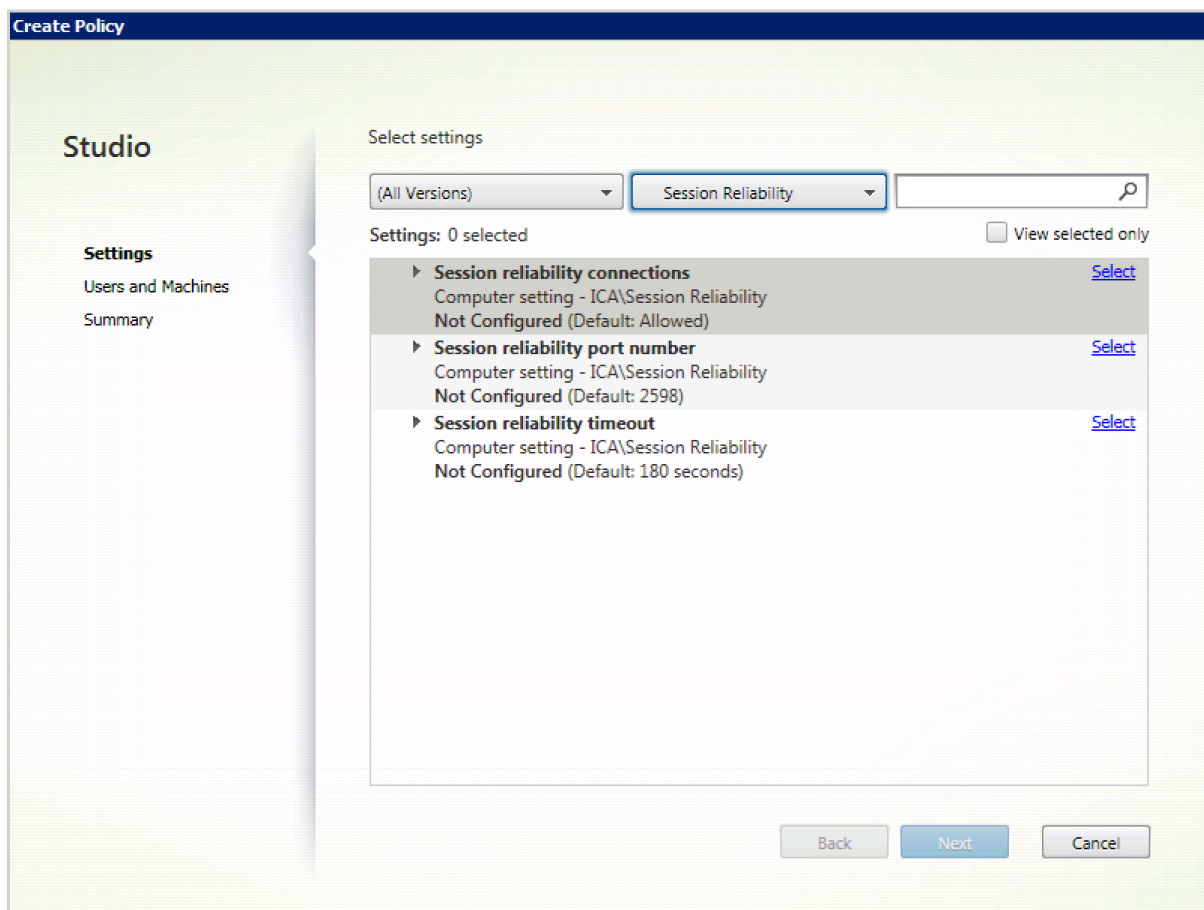 Create Policy
Studio
Select settings
(All Versions)
Session Reliability
Settings: 0 selected
View selected only
Settings
Users and Machines
Summary
Session reliability connections
Select
Computer setting - ICA\Session Reliability
Not Configured (Default: Allowed)
Session reliability port number
Select
Computer setting - ICA\Session Reliability
Not Configured (Default: 2598)
Session reliability timeout
Select
Computer setting - ICA\Session Reliability
Not Configured (Default: 180 seconds)
Back
Next
Cancel